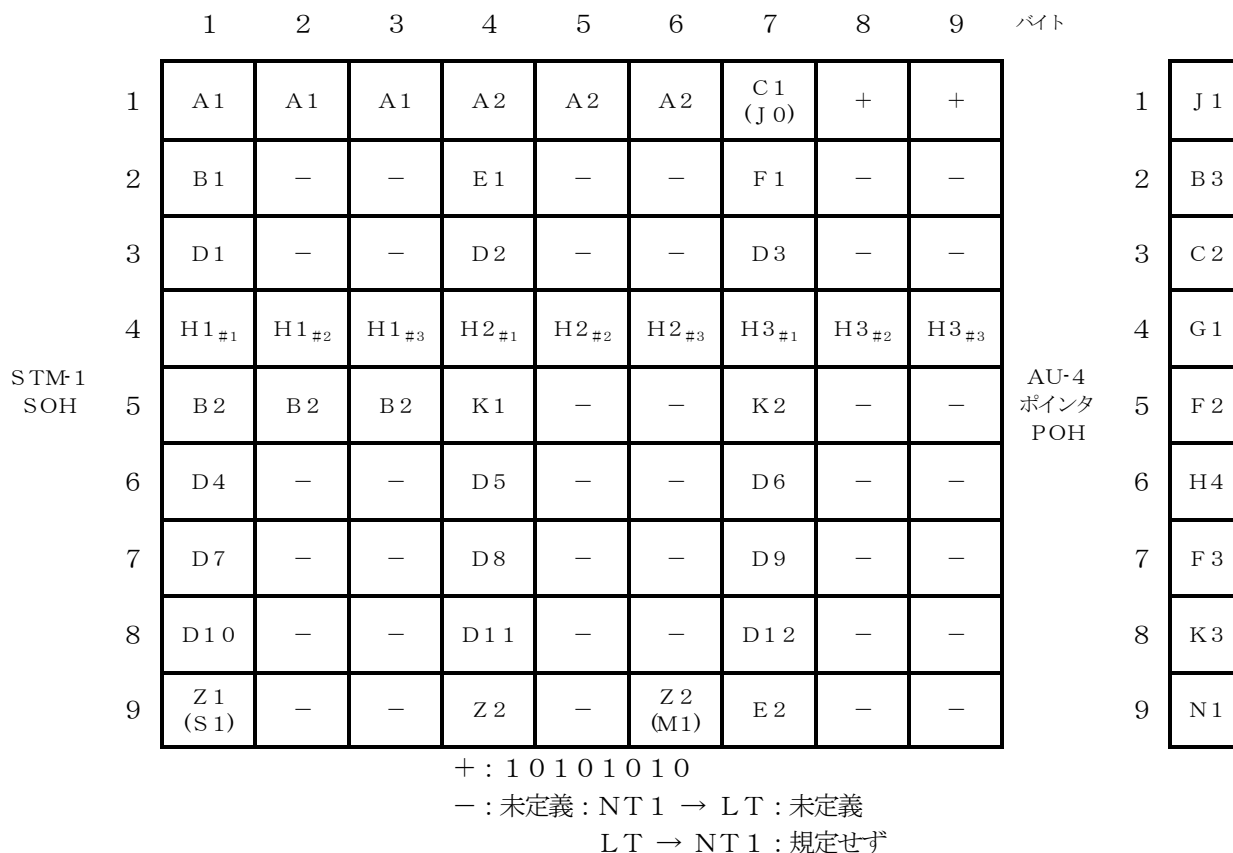 1 2 3 4 5 6 7 8 9 バイト
1 A1 A1 A1 A2 A2 A2 C1 (J0) + + 1 J1
2 B1 − − E1 − − F1 − − 2 B3
3 D1 − − D2 − − D3 − − 3 C2
4 H1#1 H1#2 H1#3 H2#1 H2#2 H2#3 H3#1 H3#2 H3#3 4 G1
STM-1 SOH 5 B2 B2 B2 K1 − − K2 − − AU-4 ポインタ POH 5 F2
6 D4 − − D5 − − D6 − − 6 H4
7 D7 − − D8 − − D9 − − 7 F3
8 D10 − − D11 − − D12 − − 8 K3
9 Z1 (S1) − − Z2 − Z2 (M1) E2 − − 9 N1
+:10101010
−:未定義:NT1 → LT:未定義
LT → NT1:規定せず